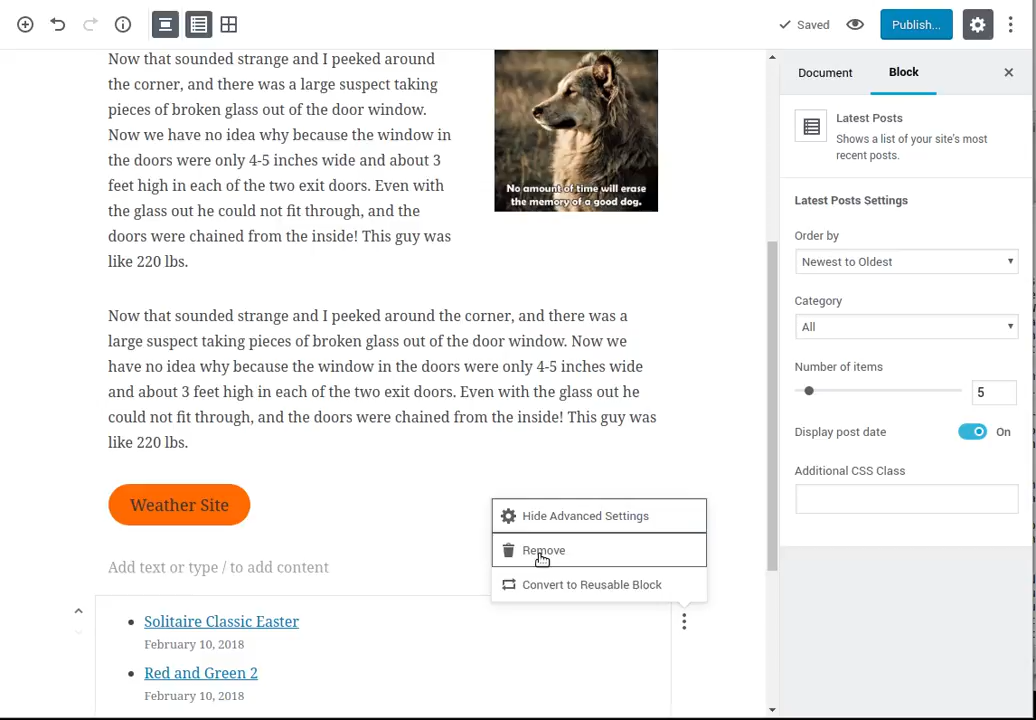 Saved
Publish...
Now that sounded strange and I peeked around
the corner, and there was a large suspect taking
pieces of broken glass out of the door window.
Now we have no idea why because the window in
the doors were only 4-5 inches wide and about 3
feet high in each of the two exit doors. Even with
the glass out he could not fit through, and the
doors were chained from the inside! This guy was
like 220 lbs.
No amount of time will erase
the memory of a good dog.
Now that sounded strange and I peeked around the corner, and there was a
large suspect taking pieces of broken glass out of the door window. Now we
have no idea why because the window in the doors were only 4-5 inches wide
and about 3 feet high in each of the two exit doors. Even with the glass out he
could not fit through, and the doors were chained from the inside! This guy was
like 220 lbs.
Weather Site
Add text or type / to add content
Hide Advanced Settings
Remove
Convert to Reusable Block
Solitaire Classic Easter
February 10, 2018
Red and Green 2
February 10, 2018
Document
Block
Latest Posts
Shows a list of your site's most
recent posts.
Latest Posts Settings
Order by
Newest to Oldest
Category
All
Number of items
5
Display post date
On
Additional CSS Class